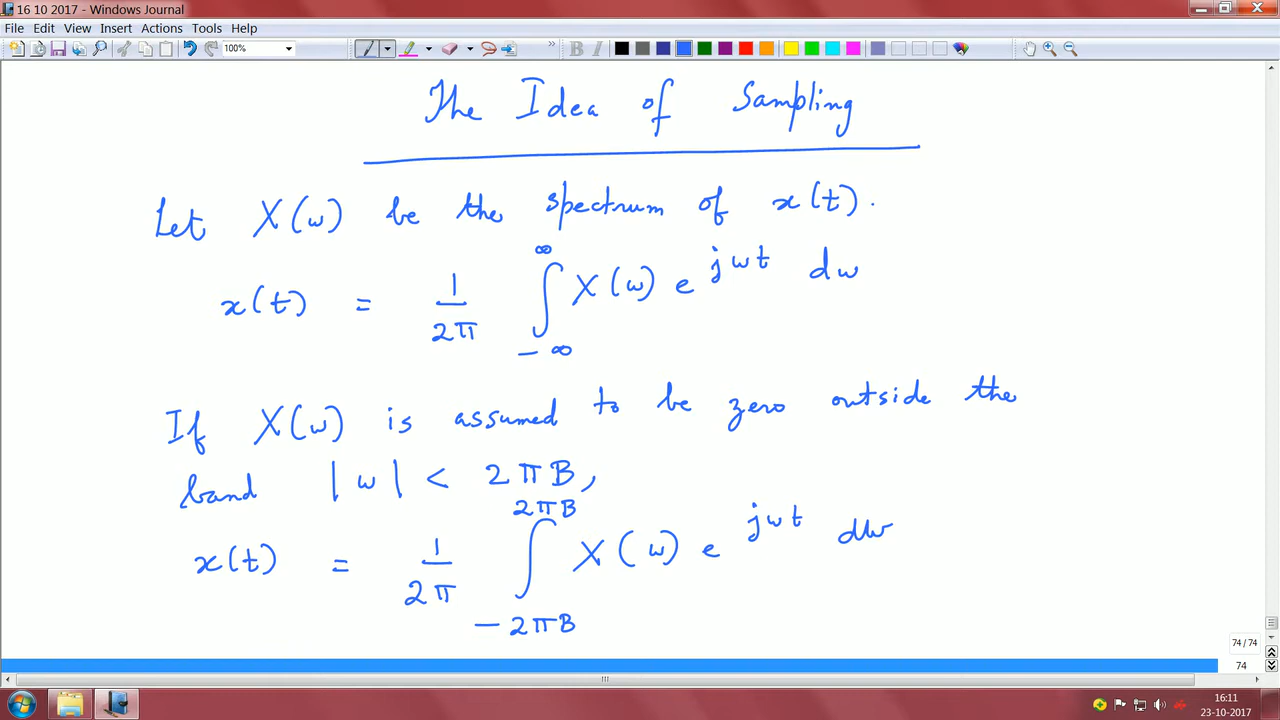 16 10 2017 - Windows Journal
File Edit View Insert Actions Tools Help
100%
The Idea of Sampling
Let X(ω) be the spectrum of x(t).
x(t) = 1/2π ∫_{-∞}^{∞} X(ω) e^{jωt} dω
If X(ω) is assumed to be zero outside the
band |ω| < 2πB,
x(t) = 1/2π ∫_{-2πB}^{2πB} X(ω) e^{jωt} dω
74 / 74
74
16:11
23-10-2017